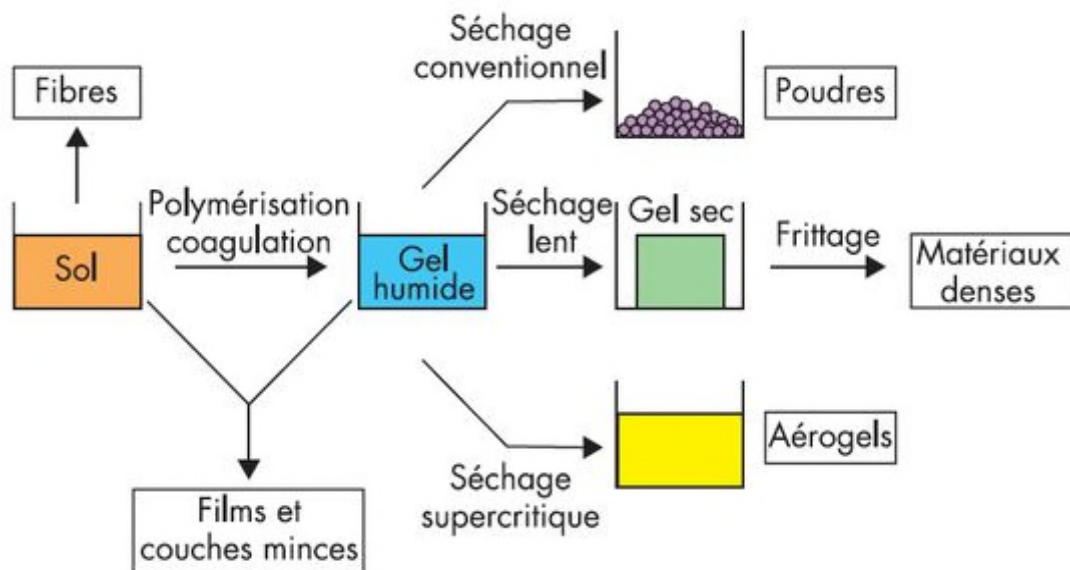 Fibres
Séchage
conventionnel
Poudres
Sol
Polymérisation
coagulation
Gel
humide
Séchage
lent
Gel sec
Frittage
Matériaux
denses
Films et
couches minces
Séchage
supercritique
Aérogels